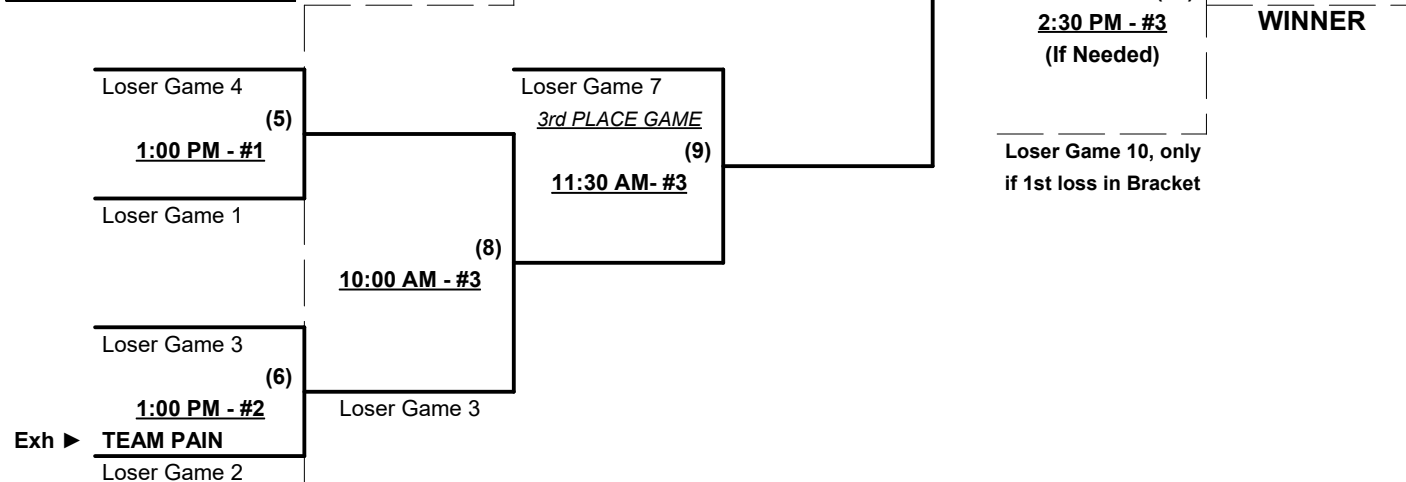 2:30 PM - #3
WINNER
(If Needed)
Loser Game 4
(5)
1:00 PM - #1
Loser Game 1
Loser Game 7
3rd PLACE GAME
(9)
11:30 AM- #3
Loser Game 10, only
if 1st loss in Bracket
(8)
10:00 AM - #3
Loser Game 3
(6)
1:00 PM - #2
Loser Game 3
Exh ► TEAM PAIN
Loser Game 2